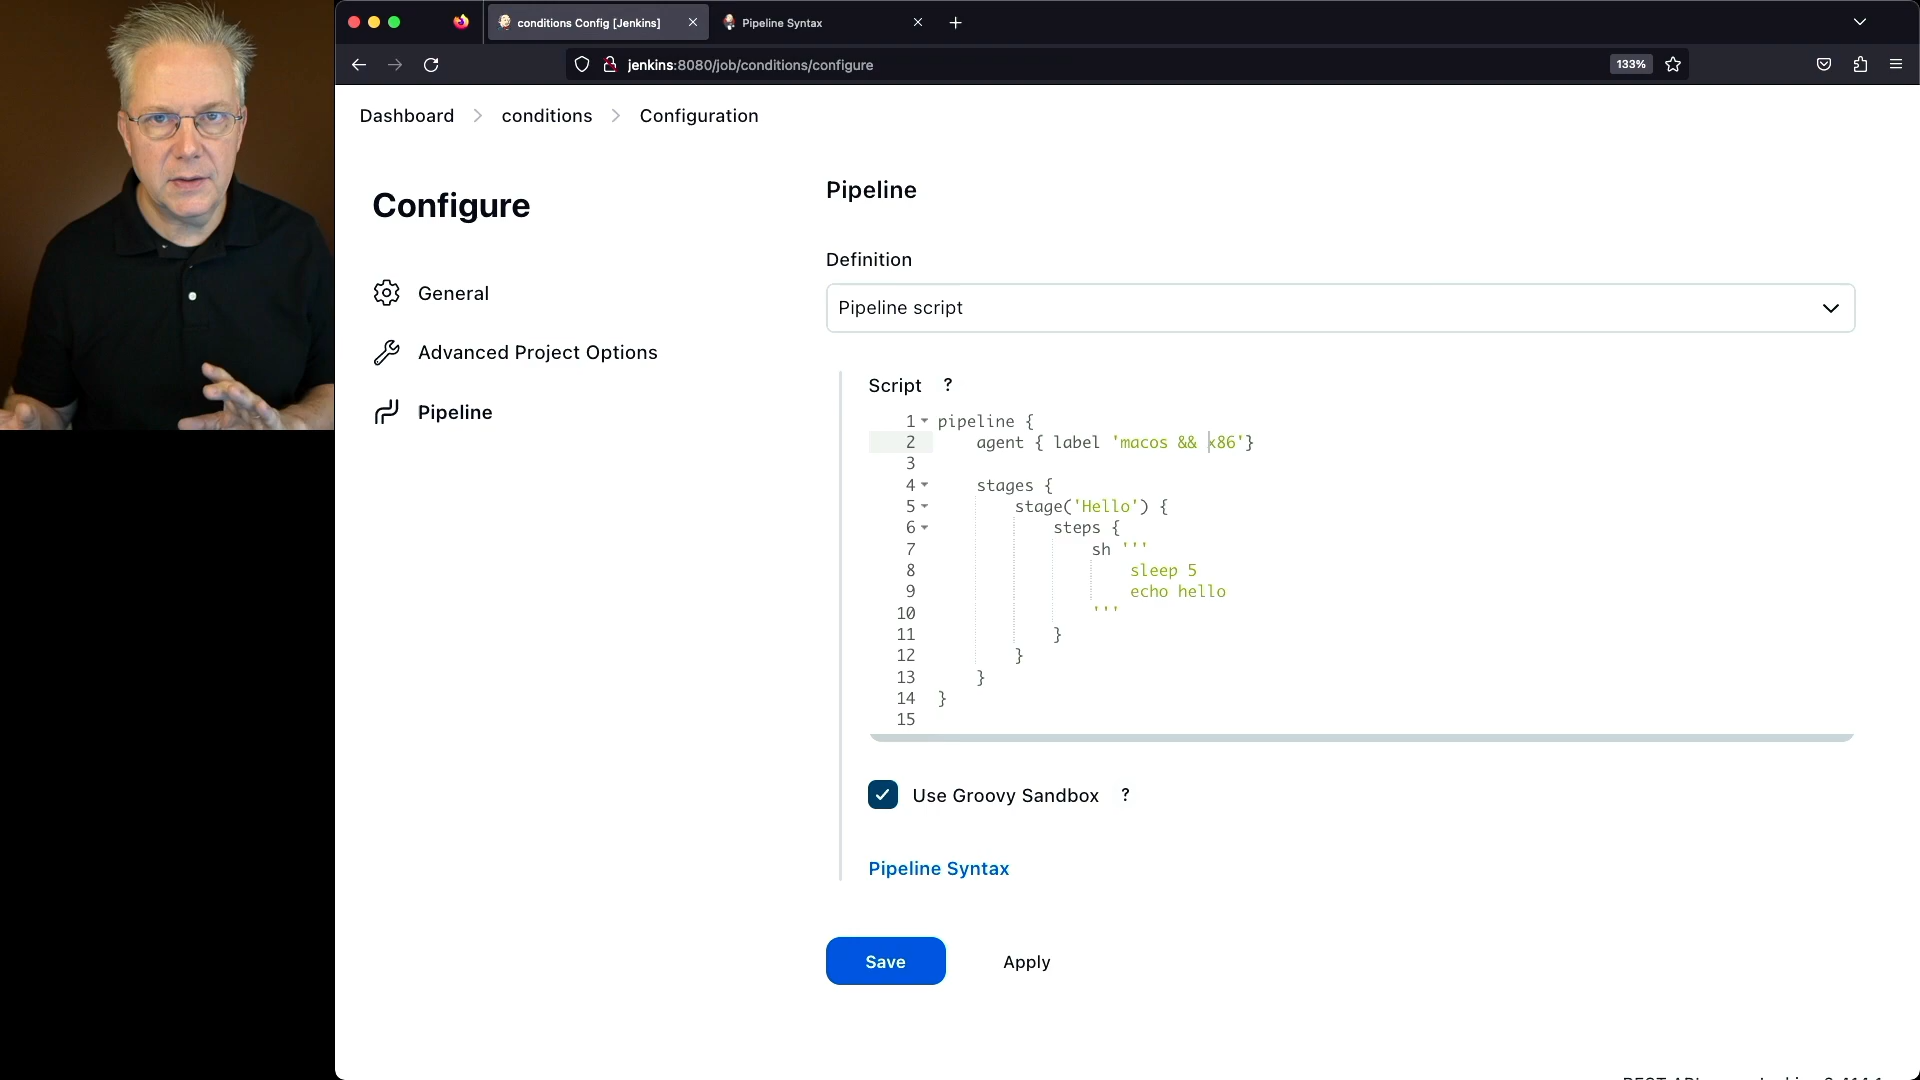 conditions Config [Jenkins]
Pipeline Syntax
jenkins:8080/job/conditions/configure
133%
Dashboard
conditions
Configuration
Configure
General
Advanced Project Options
Pipeline
Pipeline
Definition
Pipeline script
Script ?
1 pipeline {
2 agent { label 'macos && x86'}
3
4 stages {
5 stage('Hello') {
6 steps {
7 sh '''
8 sleep 5
9 echo hello
10 '''
11 }
12 }
13 }
14 }
15
Use Groovy Sandbox ?
Pipeline Syntax
Save
Apply